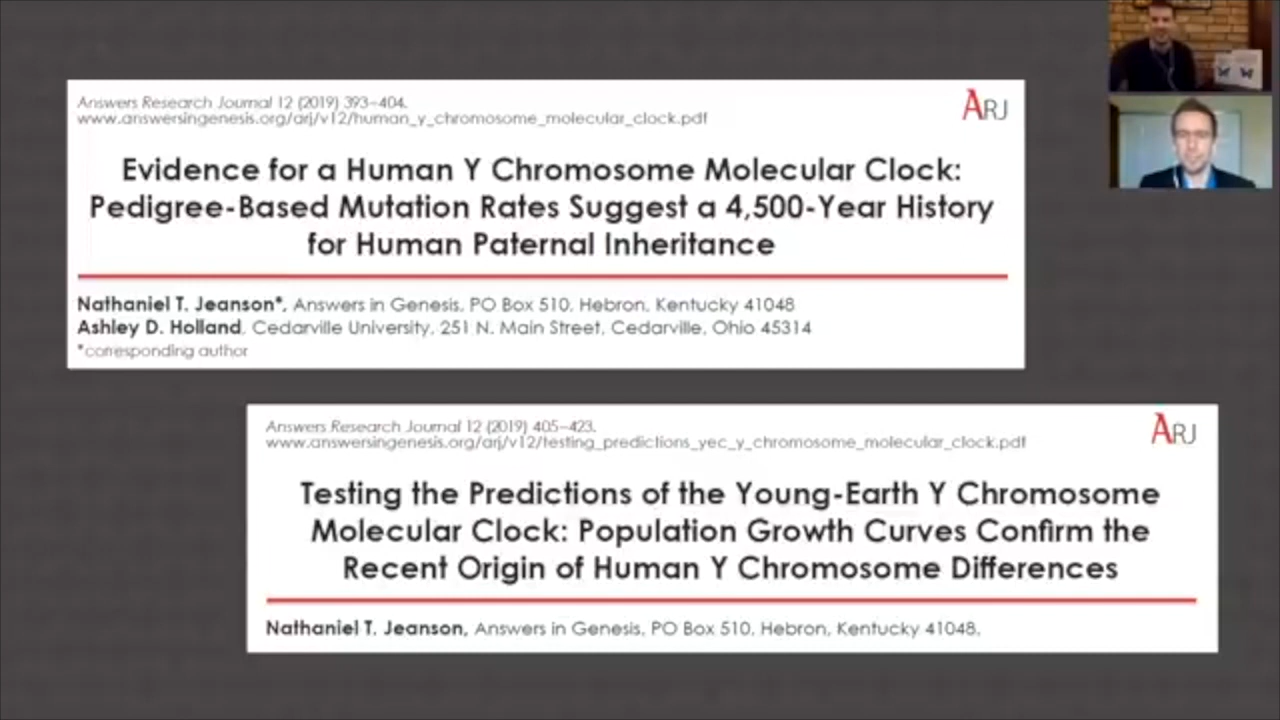 Answers Research Journal 12 (2019) 393–404.
www.answersingenesis.org/arj/v12/human_y_chromosome_molecular_clock.pdf
ARJ
Evidence for a Human Y Chromosome Molecular Clock:
Pedigree-Based Mutation Rates Suggest a 4,500-Year History
for Human Paternal Inheritance
Nathaniel T. Jeanson*, Answers in Genesis, PO Box 510, Hebron, Kentucky 41048
Ashley D. Holland, Cedarville University, 251 N. Main Street, Cedarville, Ohio 45314
*corresponding author
Answers Research Journal 12 (2019) 405–423.
www.answersingenesis.org/arj/v12/testing_predictions_yec_y_chromosome_molecular_clock.pdf
ARJ
Testing the Predictions of the Young-Earth Y Chromosome
Molecular Clock: Population Growth Curves Confirm the
Recent Origin of Human Y Chromosome Differences
Nathaniel T. Jeanson, Answers in Genesis, PO Box 510, Hebron, Kentucky 41048.